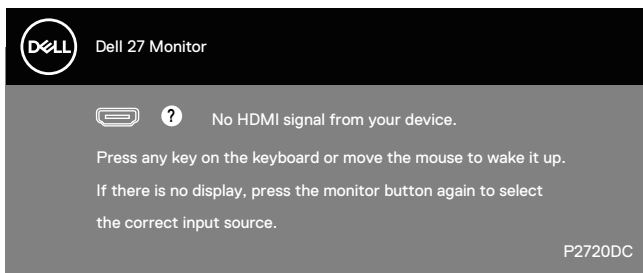 DELL Dell 27 Monitor
? No HDMI signal from your device.
Press any key on the keyboard or move the mouse to wake it up.
If there is no display, press the monitor button again to select
the correct input source.
P2720DC